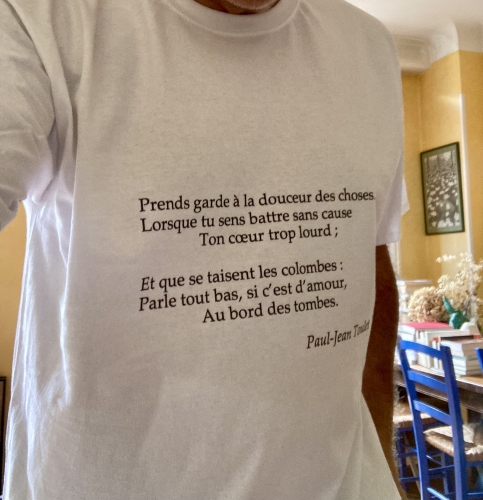 Prends garde à la douceur des choses.
Lorsque tu sens battre sans cause
Ton cœur trop lourd ;
Et que se taisent les colombes :
Parle tout bas, si c'est d'amour,
Au bord des tombes.
Paul-Jean Toulet